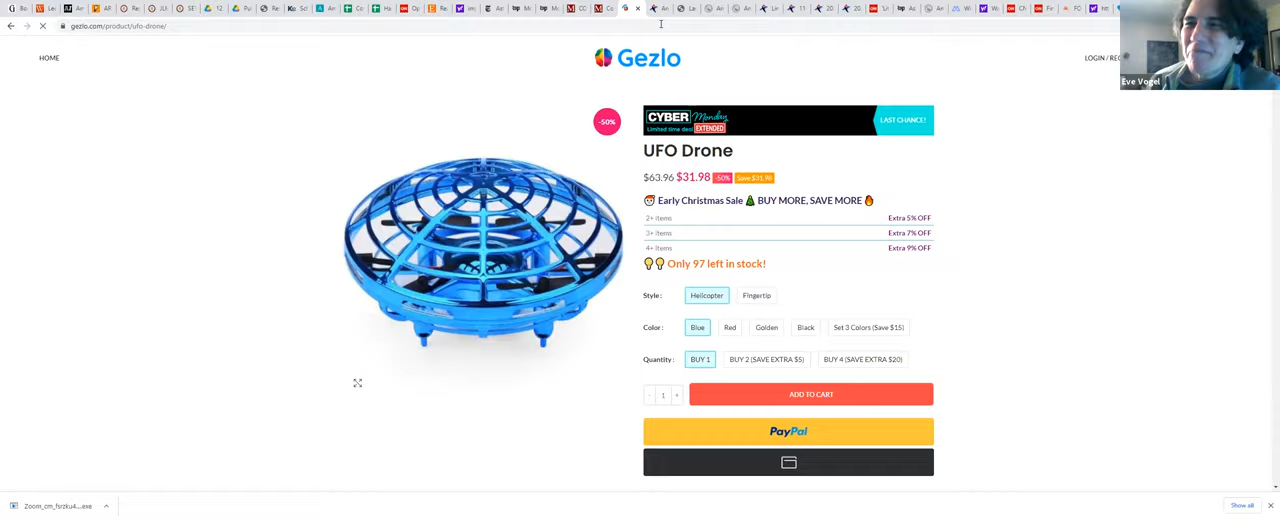 gezlo.com/product/ufo-drone/
Eve Vogel
HOME
Gezlo
LOGIN / REG
-50%
CYBER Monday
Limited time deal EXTENDED
LAST CHANCE!
UFO Drone
$63.96 $31.98 -50% Save $31.98
Early Christmas Sale BUY MORE, SAVE MORE
2+ items Extra 5% OFF
3+ items Extra 7% OFF
4+ items Extra 9% OFF
Only 97 left in stock!
Style : Helicopter Fingertip
Color : Blue Red Golden Black Set 3 Colors (Save $15)
Quantity : BUY 1 BUY 2 (SAVE EXTRA $5) BUY 4 (SAVE EXTRA $20)
- 1 + ADD TO CART
PayPal
Zoom_cm_fsrzku4....exe
Show all